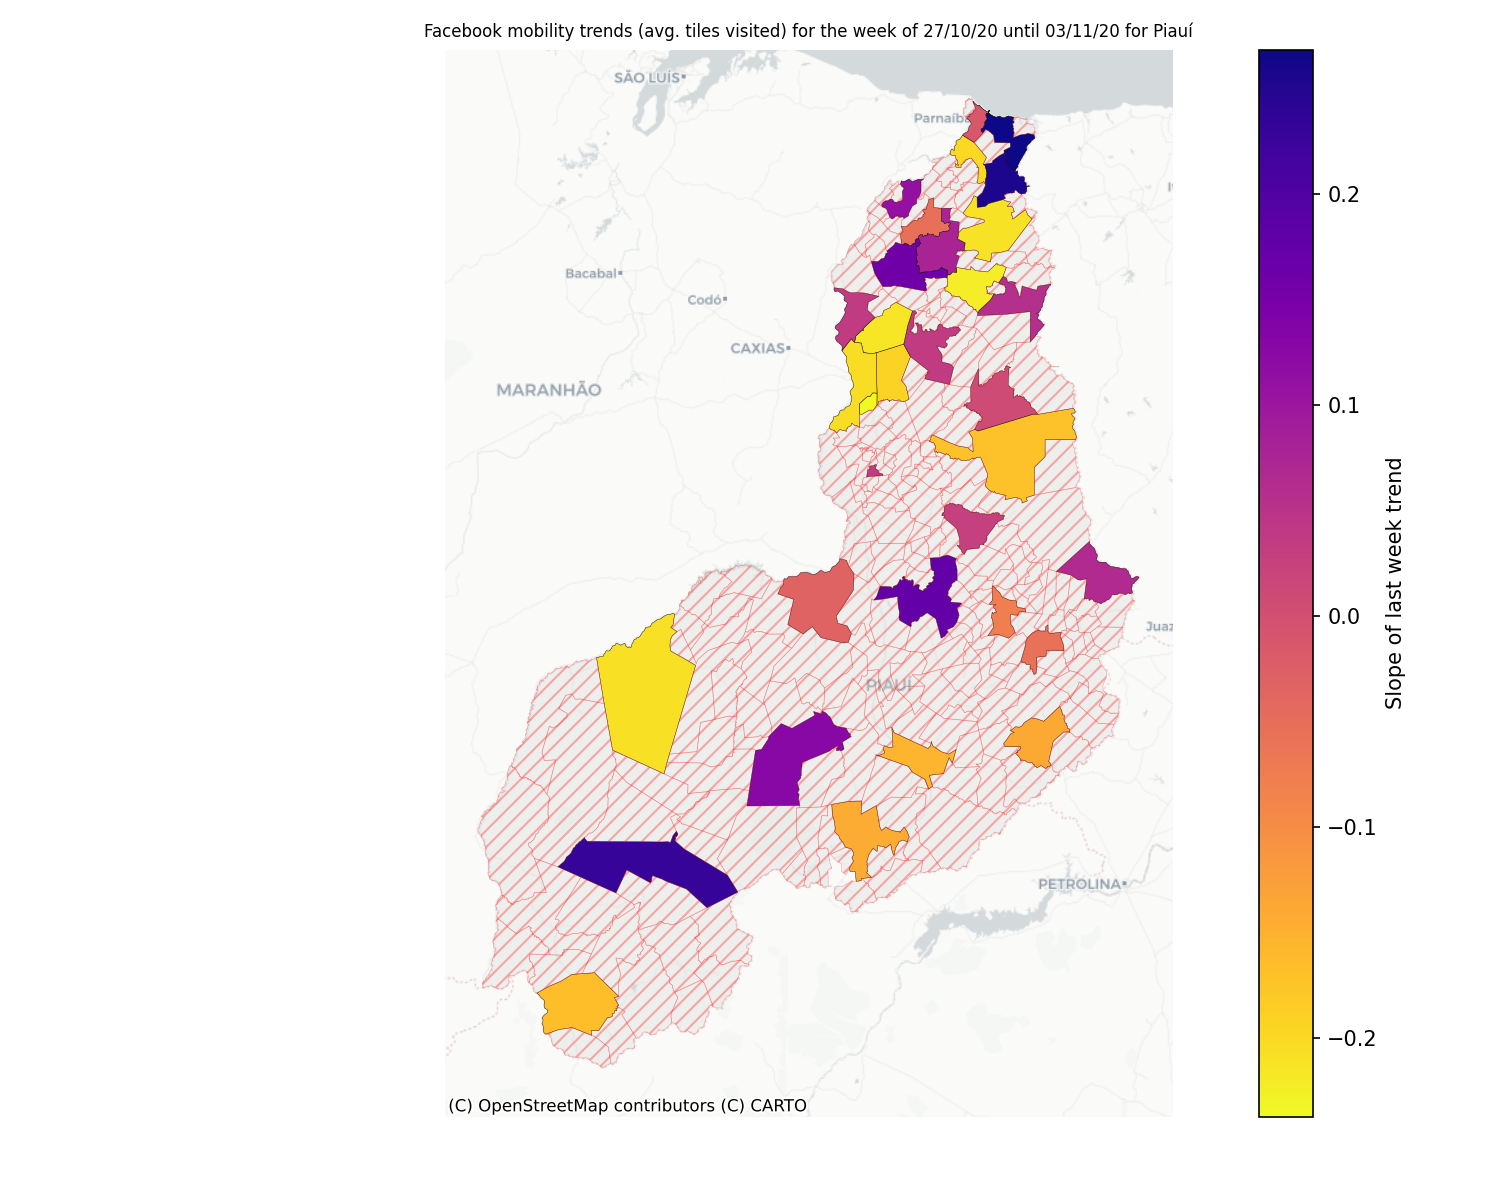 Facebook mobility trends (avg. tiles visited) for the week of 27/10/20 until 03/11/20 for Piauí
SÃO LUÍS
Parnaíba
Bacabal
Codó
CAXIAS
MARANHÃO
Juaz
PIAUÍ
PETROLINA
(C) OpenStreetMap contributors (C) CARTO
0.2
0.1
0.0
−0.1
−0.2
Slope of last week trend